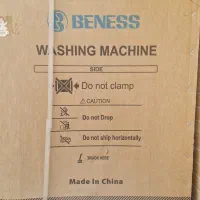 BENESS
WASHING MACHINE
SIDE
Do not clamp
⚠ CAUTION
Do not Drop
Do not ship horizontally
Made In China